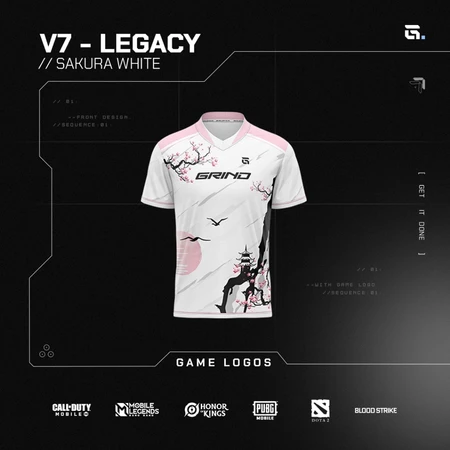 V7 - LEGACY
// SAKURA WHITE
G.
// 01.
--FRONT DESIGN
//SEQUENCE:01.
G
GRIND
[ GET IT DONE ]
// 01.
--WITH GAME LOGO
//SEQUENCE:01.
GAME LOGOS
CALL OF DUTY
MOBILE
MOBILE
LEGENDS
BANG BANG
HONOR
OF KINGS
PUBG
MOBILE
DOTA 2
BLOOD STRIKE